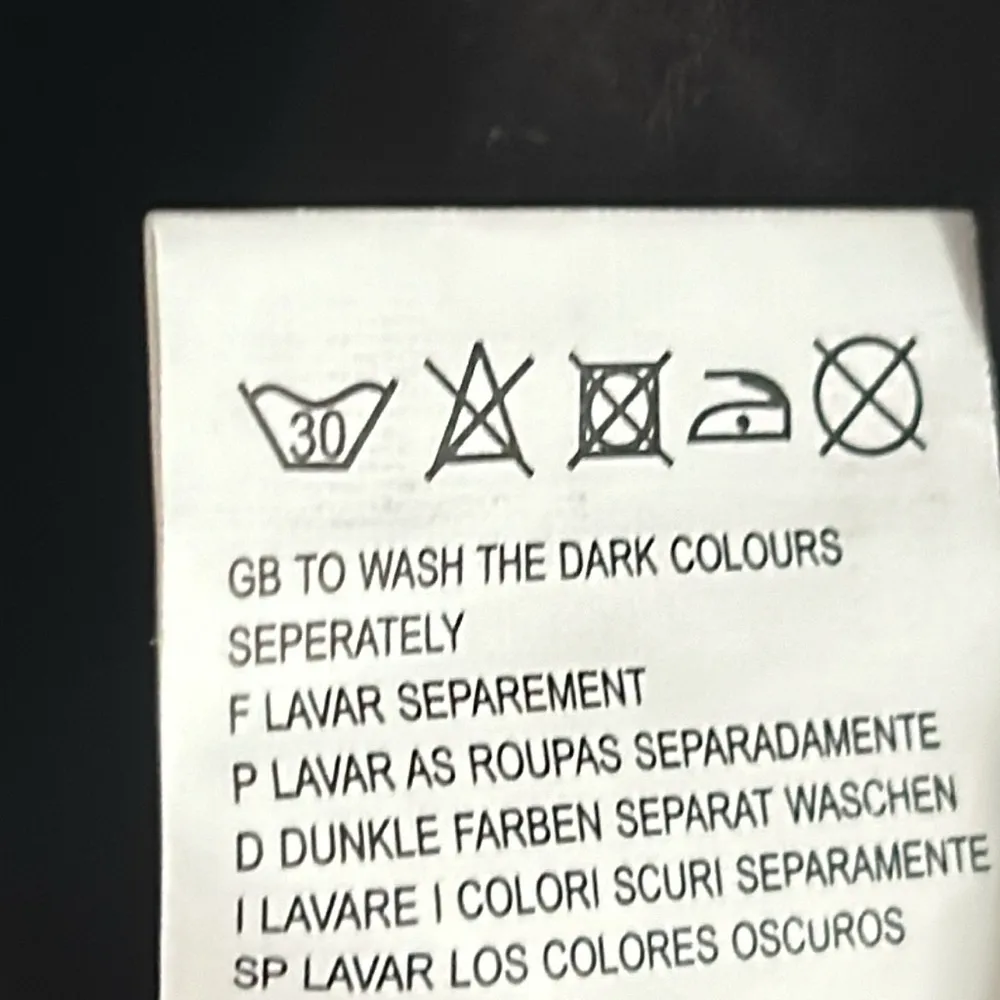 30
GB TO WASH THE DARK COLOURS
SEPERATELY
F LAVAR SEPAREMENT
P LAVAR AS ROUPAS SEPARADAMENTE
D DUNKLE FARBEN SEPARAT WASCHEN
I LAVARE I COLORI SCURI SEPARAMENTE
SP LAVAR LOS COLORES OSCUROS